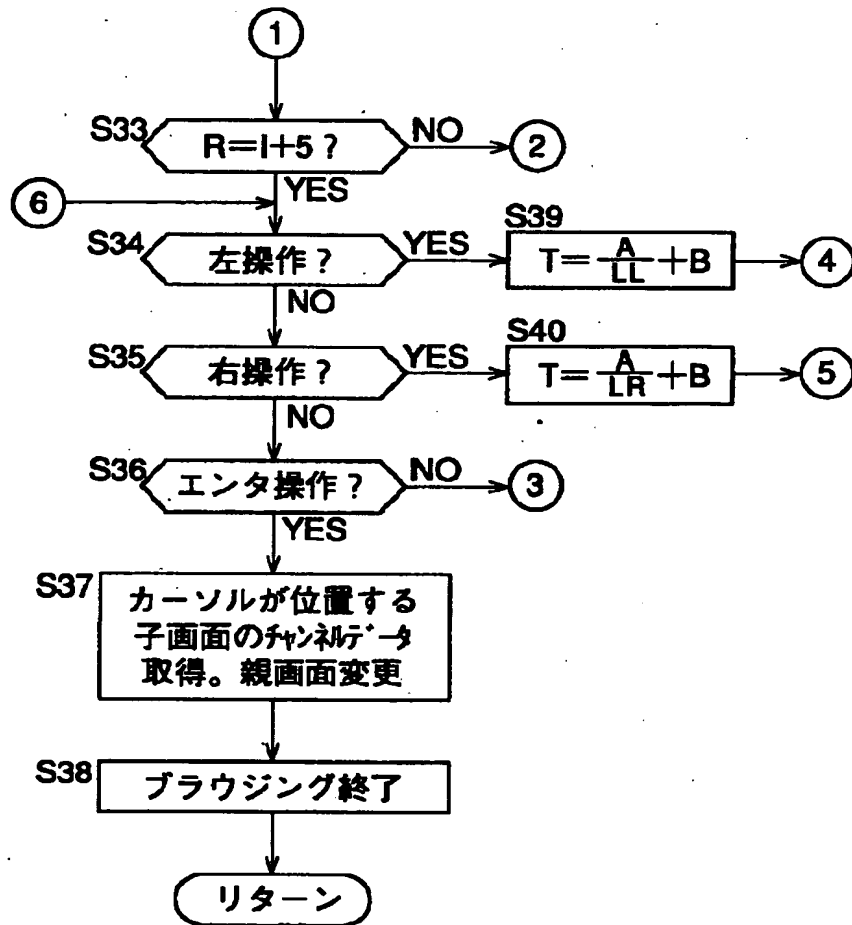 1
S33
R=I+5?
NO
2
YES
6
S34
左操作?
YES
S39
T=A/LL+B
4
NO
S35
右操作?
YES
S40
T=A/LR+B
5
NO
S36
エンタ操作?
NO
3
YES
S37
カーソルが位置する
子画面のチャンネルデータ
取得。親画面変更
S38
ブラウジング終了
リターン